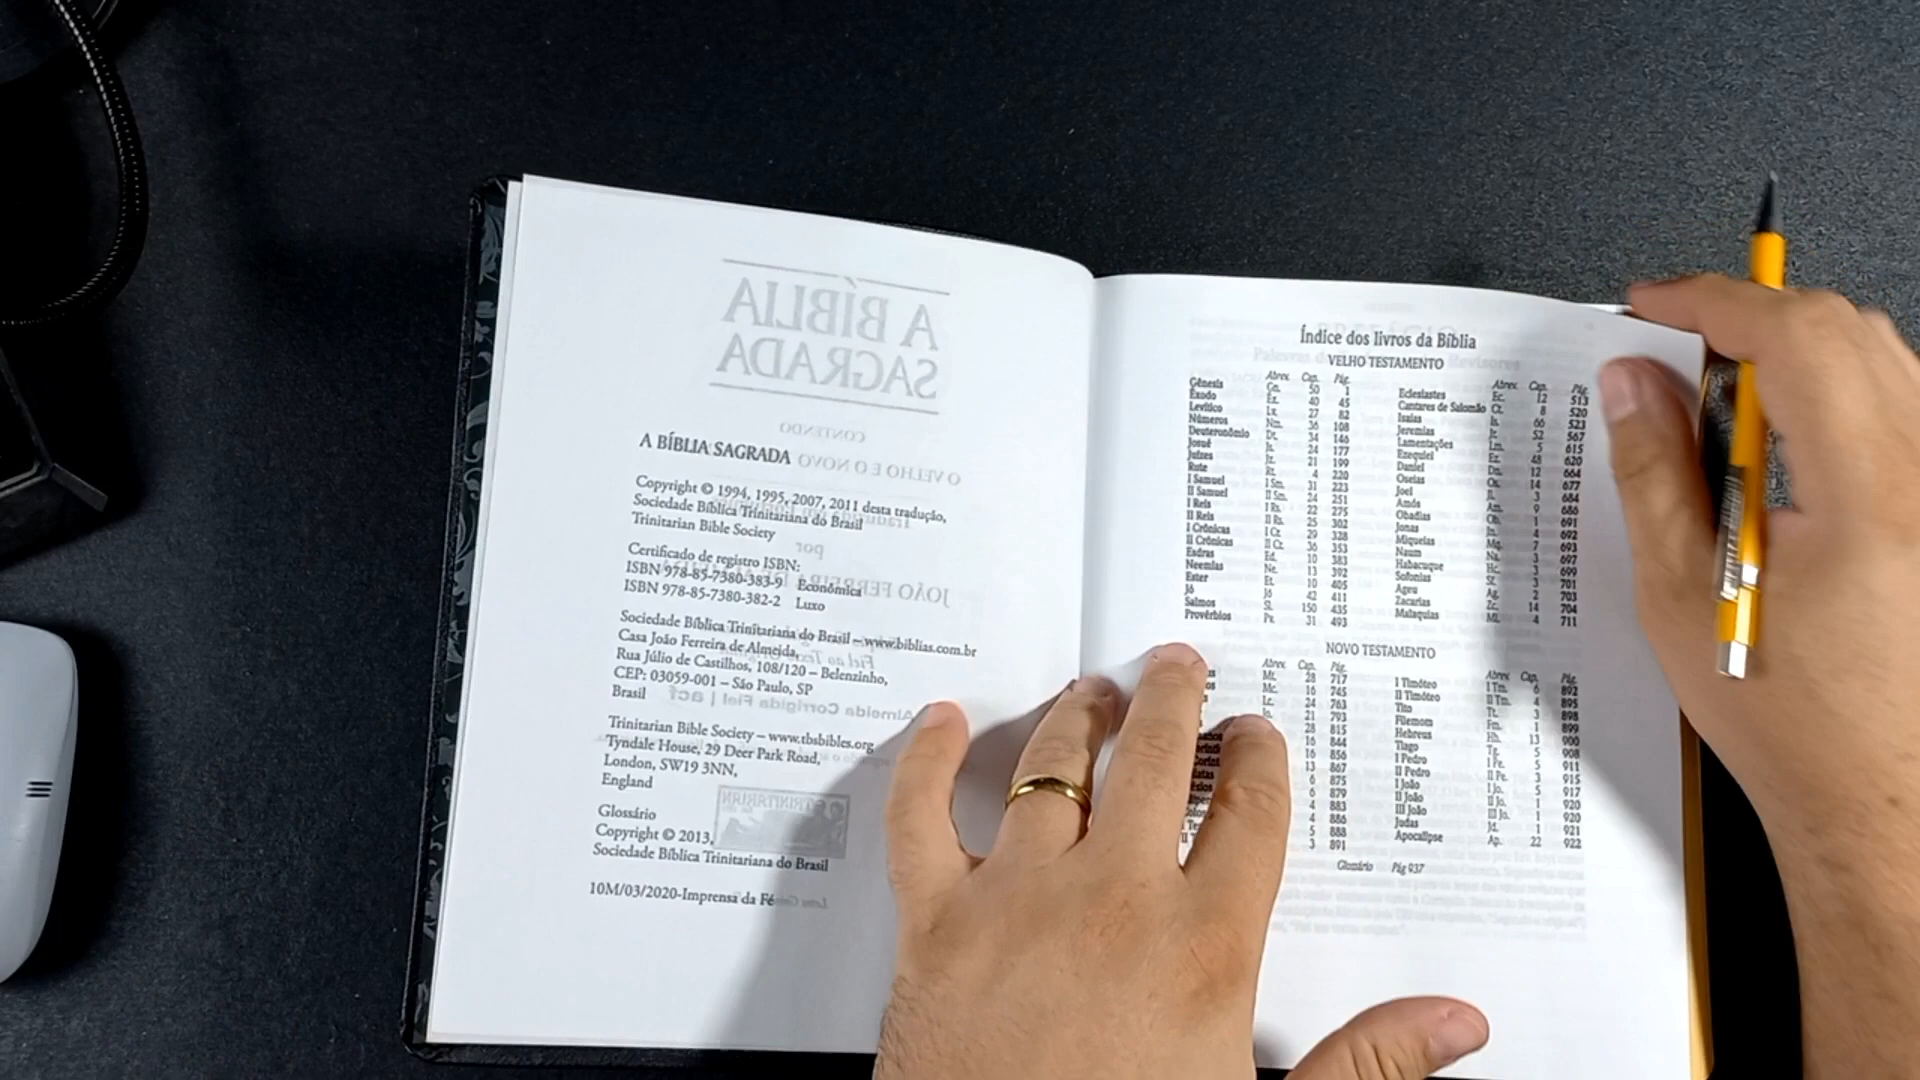 A BÍBLIA SAGRADA
Copyright © 1994, 1995, 2007, 2011 desta tradução,
Sociedade Bíblica Trinitariana do Brasil
Trinitarian Bible Society
Certificado de registro ISBN:
ISBN 978-85-7380-383-9 Econômica
ISBN 978-85-7380-382-2 Luxo
Sociedade Bíblica Trinitariana do Brasil – www.biblias.com.br
Casa João Ferreira de Almeida,
Rua Júlio de Castilhos, 108/120 – Belenzinho,
CEP: 03059-001 – São Paulo, SP
Brasil
Trinitarian Bible Society – www.tbsbibles.org
Tyndale House, 29 Deer Park Road,
London, SW19 3NN,
England
Glossário
Copyright © 2013,
Sociedade Bíblica Trinitariana do Brasil
10M/03/2020-Imprensa da Fé
Índice dos livros da Bíblia
VELHO TESTAMENTO
Abrev. Cap. Pág.
Gênesis Gn. 50 1
Êxodo Êx. 40 45
Levítico Lv. 27 82
Números Nm. 36 108
Deuteronômio Dt. 34 146
Josué Js. 24 177
Juízes Jz. 21 199
Rute Rt. 4 220
I Samuel I Sm. 31 223
II Samuel II Sm. 24 251
I Reis I Rs. 22 275
II Reis II Rs. 25 302
I Crônicas I Cr. 29 328
II Crônicas II Cr. 36 353
Esdras Ed. 10 383
Neemias Ne. 13 392
Ester Et. 10 405
Jó Jó 42 411
Salmos Sl. 150 435
Provérbios Pv. 31 493
Abrev. Cap. Pág.
Eclesiastes Ec. 12 513
Cantares de Salomão Ct. 8 520
Isaías Is. 66 523
Jeremias Jr. 52 567
Lamentações Lm. 5 615
Ezequiel Ez. 48 620
Daniel Dn. 12 664
Oseias Os. 14 677
Joel Jl. 3 684
Amós Am. 9 686
Obadias Ob. 1 691
Jonas Jn. 4 692
Miqueias Mq. 7 693
Naum Na. 3 697
Habacuque Hc. 3 699
Sofonias Sf. 3 701
Ageu Ag. 2 703
Zacarias Zc. 14 704
Malaquias Ml. 4 711
NOVO TESTAMENTO
Abrev. Cap. Pág.
Mt. 28 717
Mc. 16 745
Lc. 24 763
Jo. 21 793
28 815
16 844
16 856
13 867
6 875
6 879
4 883
4 886
5 888
3 891
Abrev. Cap. Pág.
I Timóteo I Tm. 6 892
II Timóteo II Tm. 4 895
Tito Tt. 3 898
Filemom Fm. 1 899
Hebreus Hb. 13 900
Tiago Tg. 5 908
I Pedro I Pe. 5 911
II Pedro II Pe. 3 915
I João I Jo. 5 917
II João II Jo. 1 920
III João III Jo. 1 920
Judas Jd. 1 921
Apocalipse Ap. 22 922
Glossário Pág 937